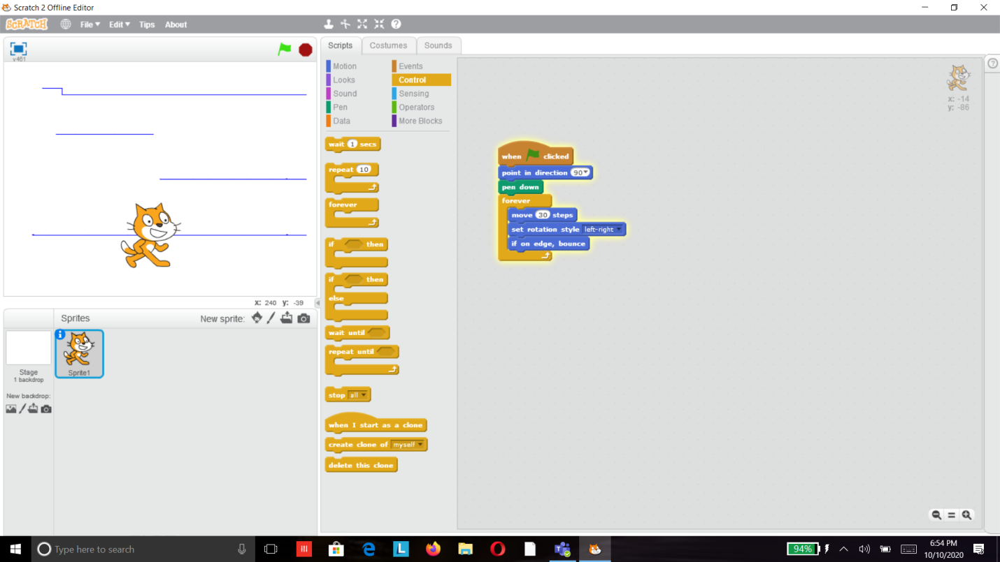 Scratch 2 Offline Editor
SCRATCH File Edit Tips About
v461
Scripts Costumes Sounds
Motion Events
Looks Control
Sound Sensing
Pen Operators
Data More Blocks
wait 1 secs
repeat 10
forever
if then
if then
else
wait until
repeat until
stop all
when I start as a clone
create clone of myself
delete this clone
when clicked
point in direction 90
pen down
forever
move 30 steps
set rotation style left-right
if on edge, bounce
x: -14
y: -86
X: 240 y: -39
Sprites New sprite:
Stage
1 backdrop
New backdrop:
Sprite1
Type here to search
94%
6:54 PM
10/10/2020